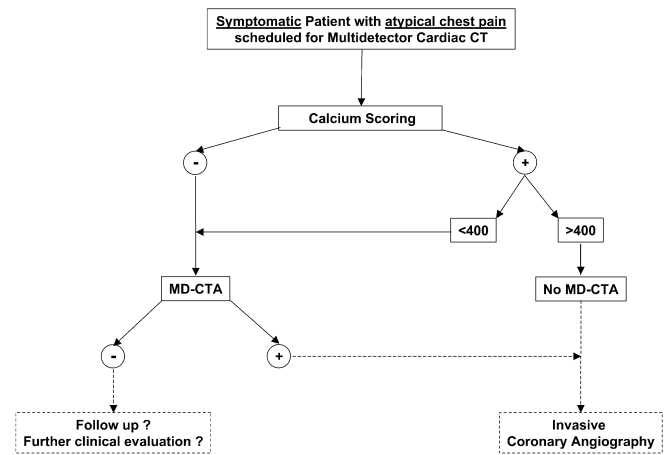 Symptomatic Patient with atypical chest pain
scheduled for Multidetector Cardiac CT
Calcium Scoring
-
+
<400
>400
MD-CTA
No MD-CTA
-
+
Follow up ?
Further clinical evaluation ?
Invasive
Coronary Angiography